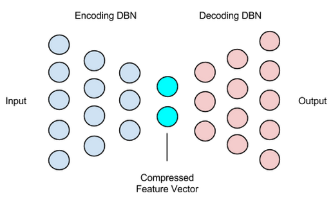 Encoding DBN
Decoding DBN
Input
Output
Compressed
Feature Vector